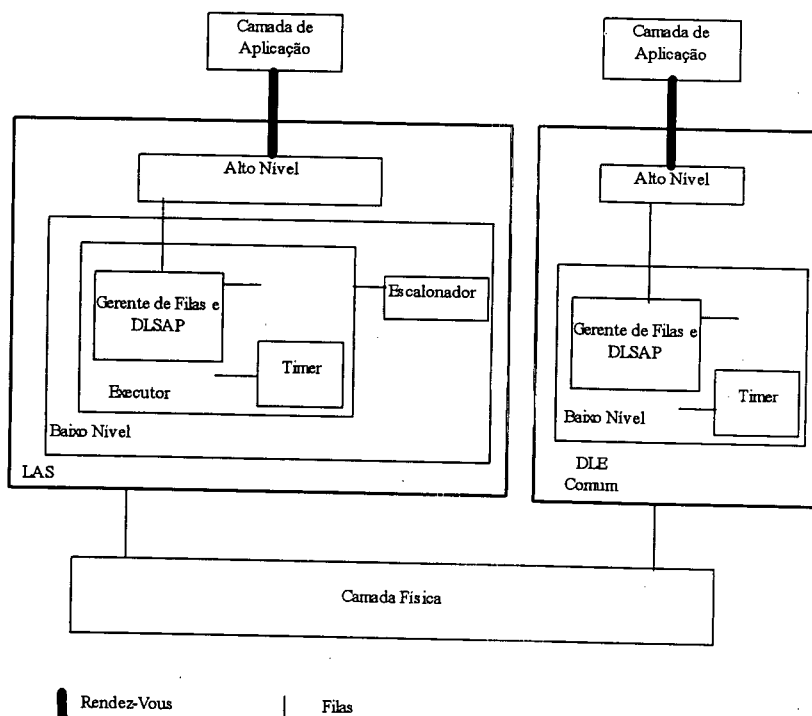 Camada de
Aplicação
Camada de
Aplicação
Alto Nível
Alto Nível
Gerente de Filas e
DLSAP
Escalonador
Timer
Executor
Baixo Nível
LAS
Gerente de Filas e
DLSAP
Timer
Baixo Nível
DLE
Comum
Camada Física
Rendez-Vous
Filas